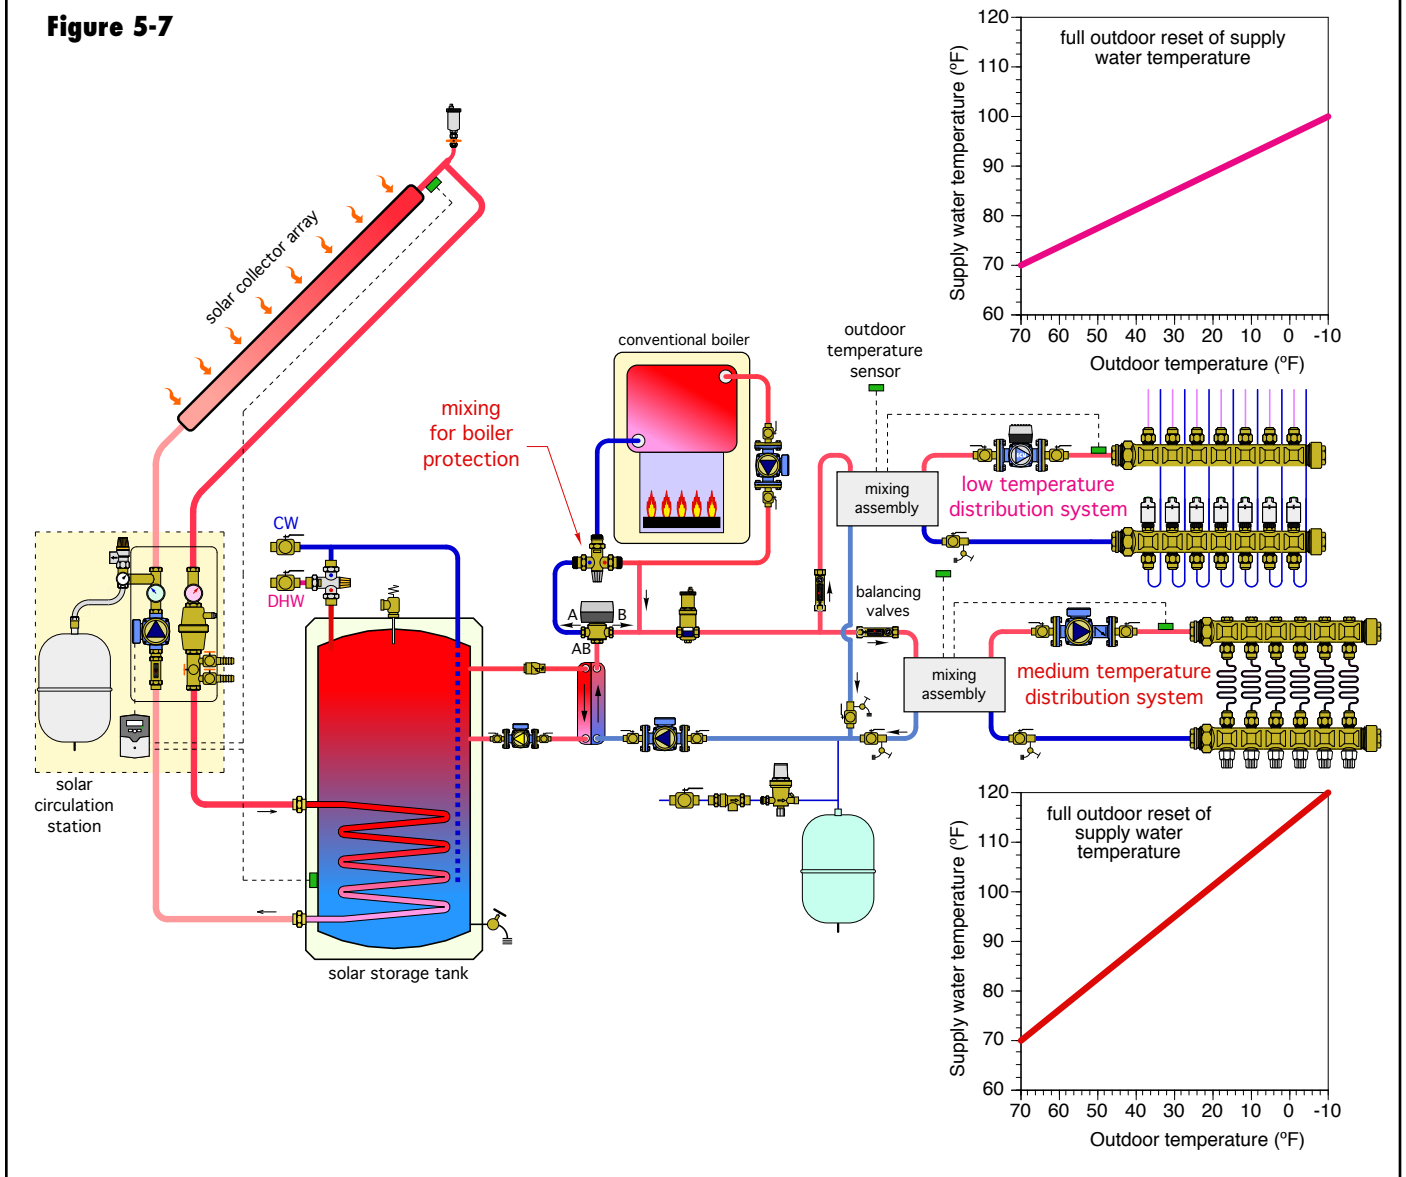 Figure 5-7
120
110
100
90
80
70
60
Supply water temperature (ºF)
full outdoor reset of supply
water temperature
70 60 50 40 30 20 10 0 -10
Outdoor temperature (ºF)
solar collector array
conventional boiler
outdoor
temperature
sensor
mixing
for boiler
protection
mixing
assembly
low temperature
distribution system
CW
DHW
balancing
valves
A B
AB
mixing
assembly
medium temperature
distribution system
solar
circulation
station
solar storage tank
120
110
100
90
80
70
60
Supply water temperature (ºF)
full outdoor reset of
supply water
temperature
70 60 50 40 30 20 10 0 -10
Outdoor temperature (ºF)